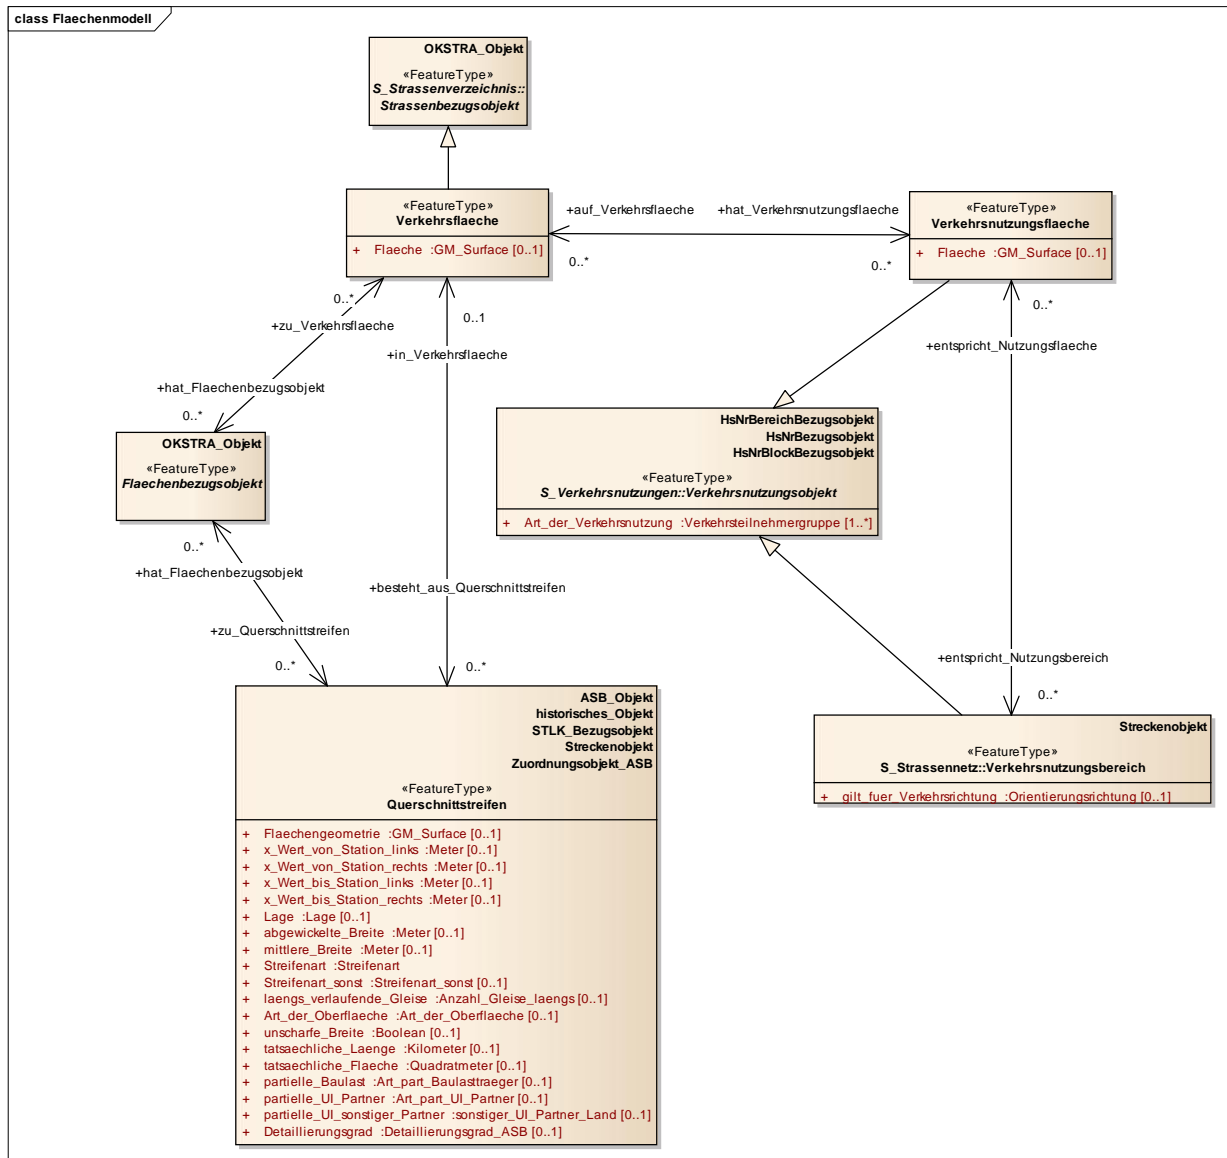 class Flaechenmodell
OKSTRA_Objekt
«FeatureType»
S_Strassenverzeichnis::
Strassenbezugsobjekt
«FeatureType»
Verkehrsflaeche
+ Flaeche :GM_Surface [0..1]
+auf_Verkehrsflaeche
+hat_Verkehrsnutzungsflaeche
0..*
0..*
«FeatureType»
Verkehrsnutzungsflaeche
+ Flaeche :GM_Surface [0..1]
0..*
+zu_Verkehrsflaeche
+hat_Flaechenbezugsobjekt
0..*
0..1
+in_Verkehrsflaeche
0..*
+entspricht_Nutzungsflaeche
OKSTRA_Objekt
«FeatureType»
Flaechenbezugsobjekt
HsNrBereichBezugsobjekt
HsNrBezugsobjekt
HsNrBlockBezugsobjekt
«FeatureType»
S_Verkehrsnutzungen::Verkehrsnutzungsobjekt
+ Art_der_Verkehrsnutzung :Verkehrsteilnehmergruppe [1..*]
0..*
+hat_Flaechenbezugsobjekt
+zu_Querschnittstreifen
0..*
+besteht_aus_Querschnittstreifen
0..*
+entspricht_Nutzungsbereich
0..*
ASB_Objekt
historisches_Objekt
STLK_Bezugsobjekt
Streckenobjekt
Zuordnungsobjekt_ASB
«FeatureType»
Querschnittstreifen
+ Flaechengeometrie :GM_Surface [0..1]
+ x_Wert_von_Station_links :Meter [0..1]
+ x_Wert_von_Station_rechts :Meter [0..1]
+ x_Wert_bis_Station_links :Meter [0..1]
+ x_Wert_bis_Station_rechts :Meter [0..1]
+ Lage :Lage [0..1]
+ abgewickelte_Breite :Meter [0..1]
+ mittlere_Breite :Meter [0..1]
+ Streifenart :Streifenart
+ Streifenart_sonst :Streifenart_sonst [0..1]
+ laengs_verlaufende_Gleise :Anzahl_Gleise_laengs [0..1]
+ Art_der_Oberflaeche :Art_der_Oberflaeche [0..1]
+ unscharfe_Breite :Boolean [0..1]
+ tatsaechliche_Laenge :Kilometer [0..1]
+ tatsaechliche_Flaeche :Quadratmeter [0..1]
+ partielle_Baulast :Art_part_Baulasttraeger [0..1]
+ partielle_UI_Partner :Art_part_UI_Partner [0..1]
+ partielle_UI_sonstiger_Partner :sonstiger_UI_Partner_Land [0..1]
+ Detaillierungsgrad :Detaillierungsgrad_ASB [0..1]
Streckenobjekt
«FeatureType»
S_Strassennetz::Verkehrsnutzungsbereich
+ gilt_fuer_Verkehrsrichtung :Orientierungsrichtung [0..1]